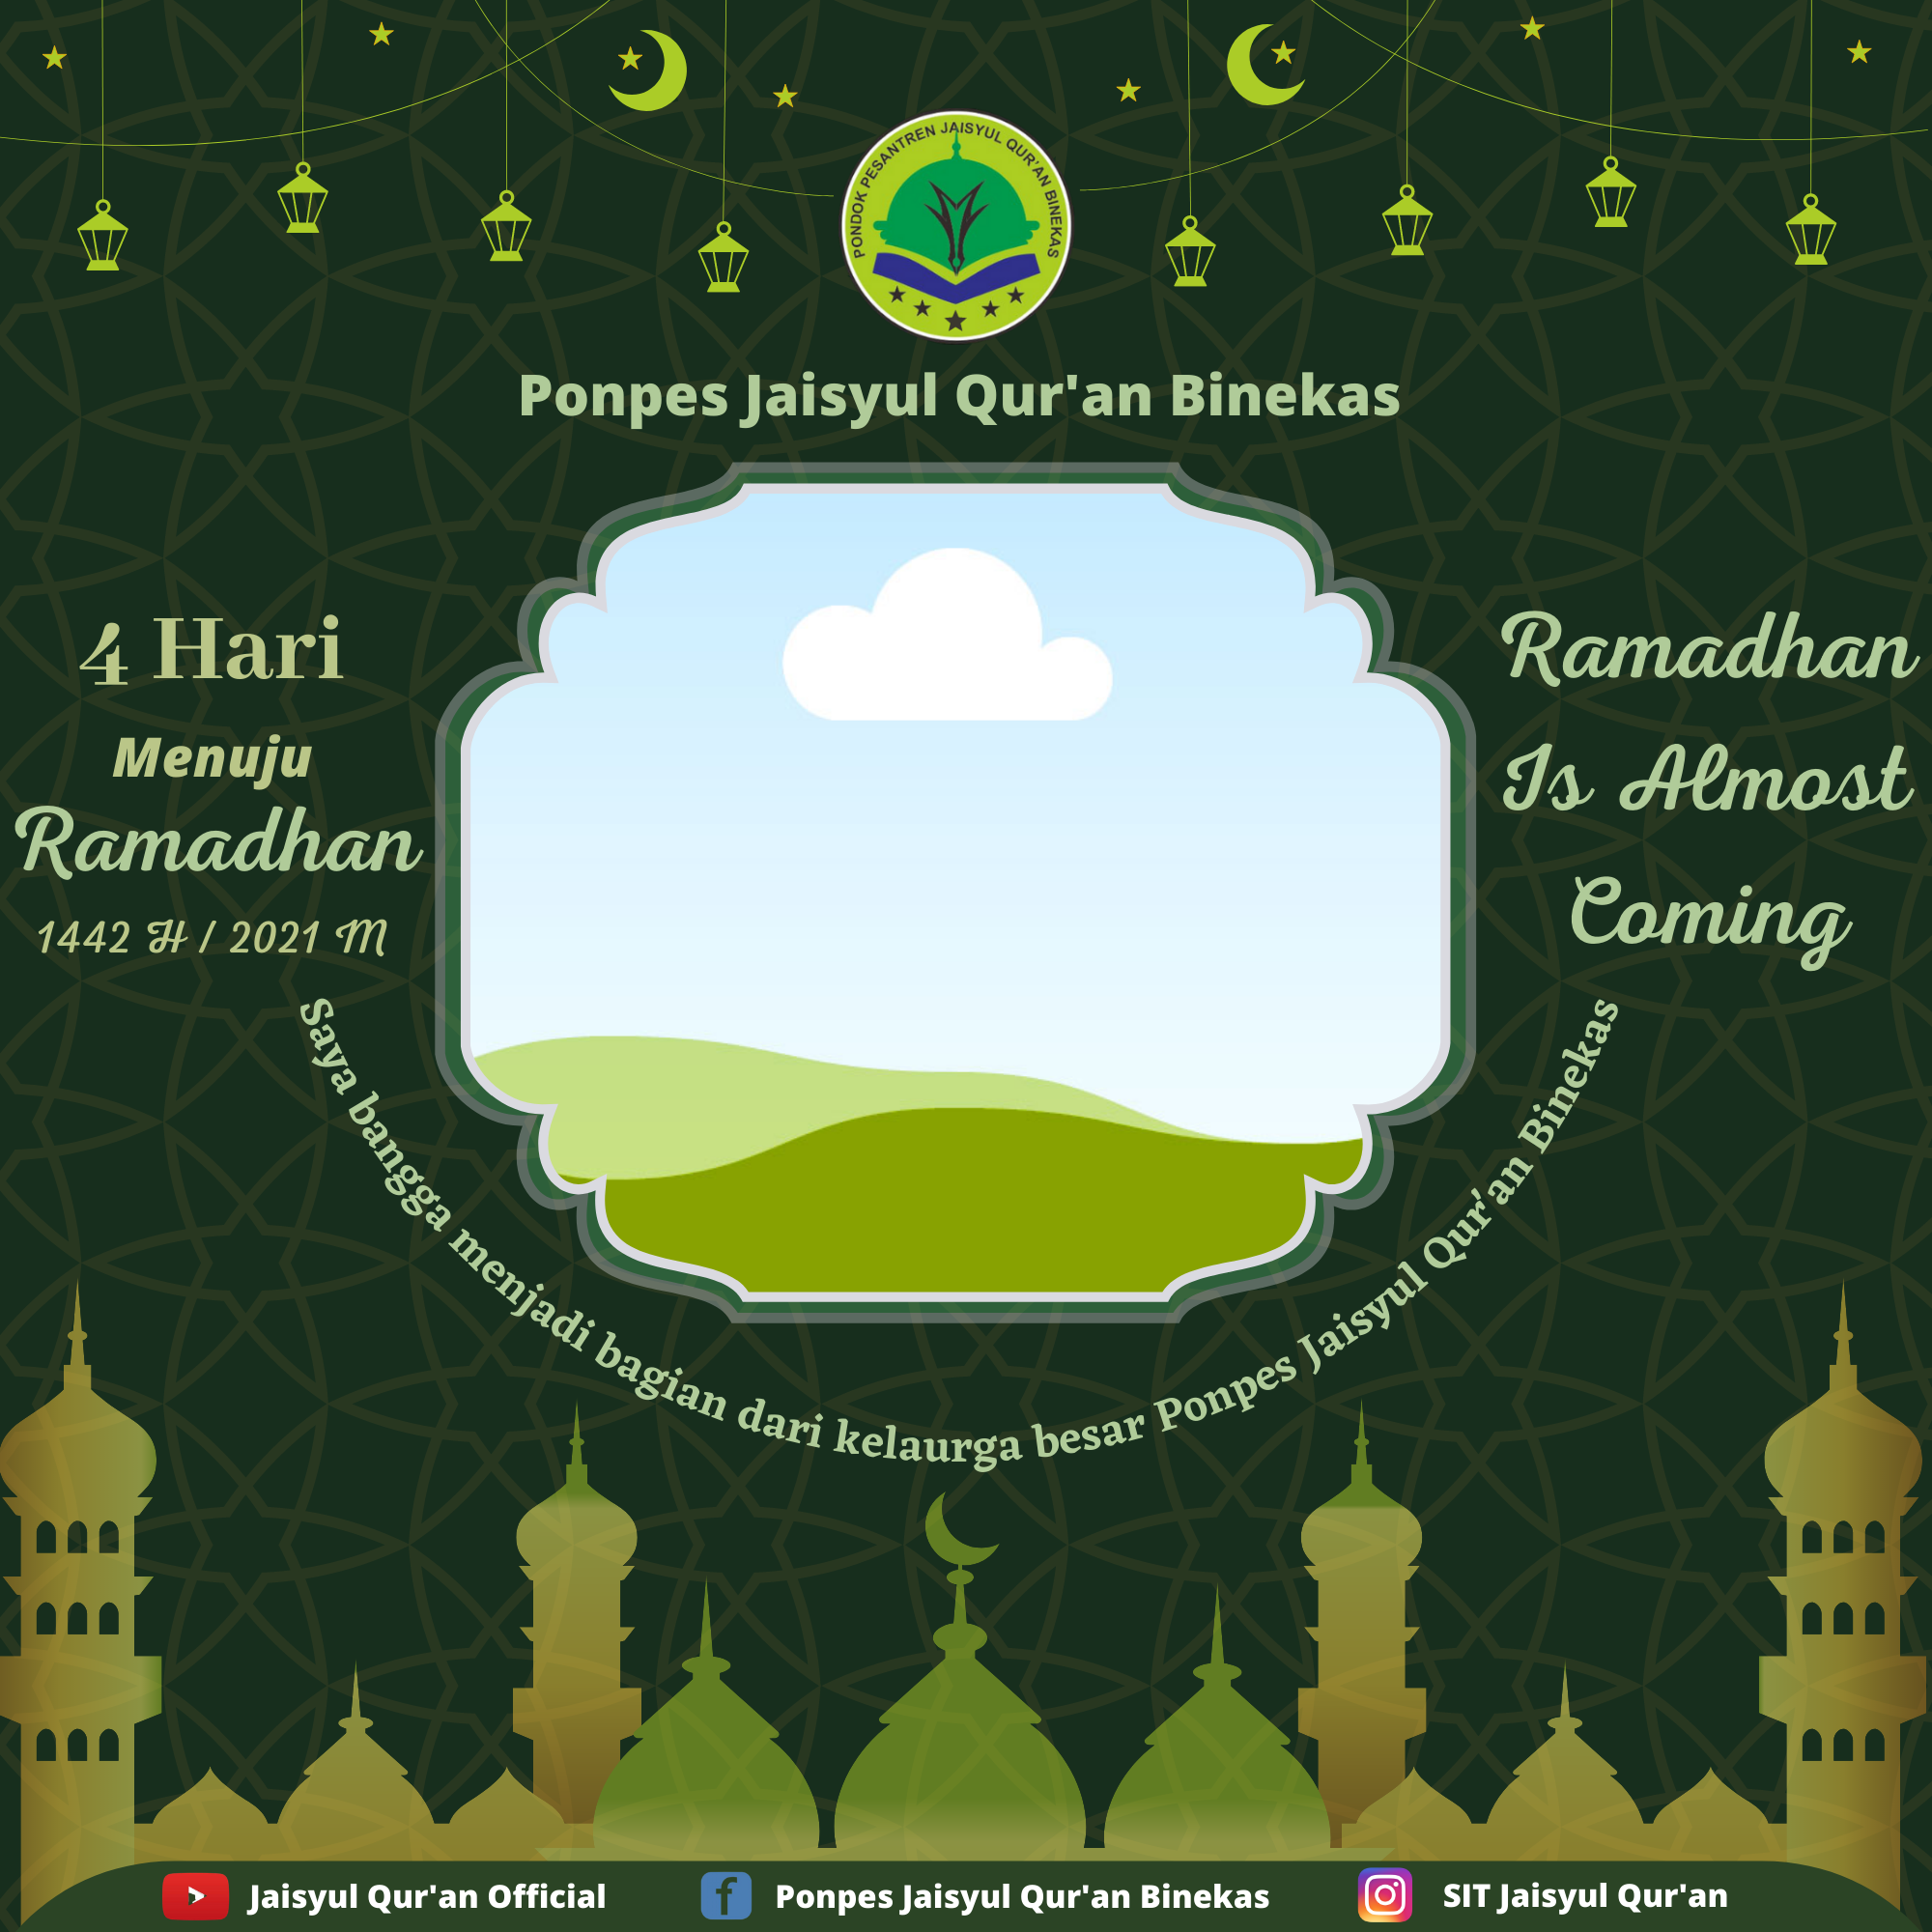 PONDOK PESANTREN JAISYUL QUR'AN BINEKAS
Ponpes Jaisyul Qur'an Binekas
4 Hari
Menuju
Ramadhan
1442 H / 2021 M
Ramadhan
Is Almost
Coming
Saya bangga menjadi bagian dari kelaurga besar Ponpes Jaisyul Qur'an Binekas
Jaisyul Qur'an Official
Ponpes Jaisyul Qur'an Binekas
SIT Jaisyul Qur'an